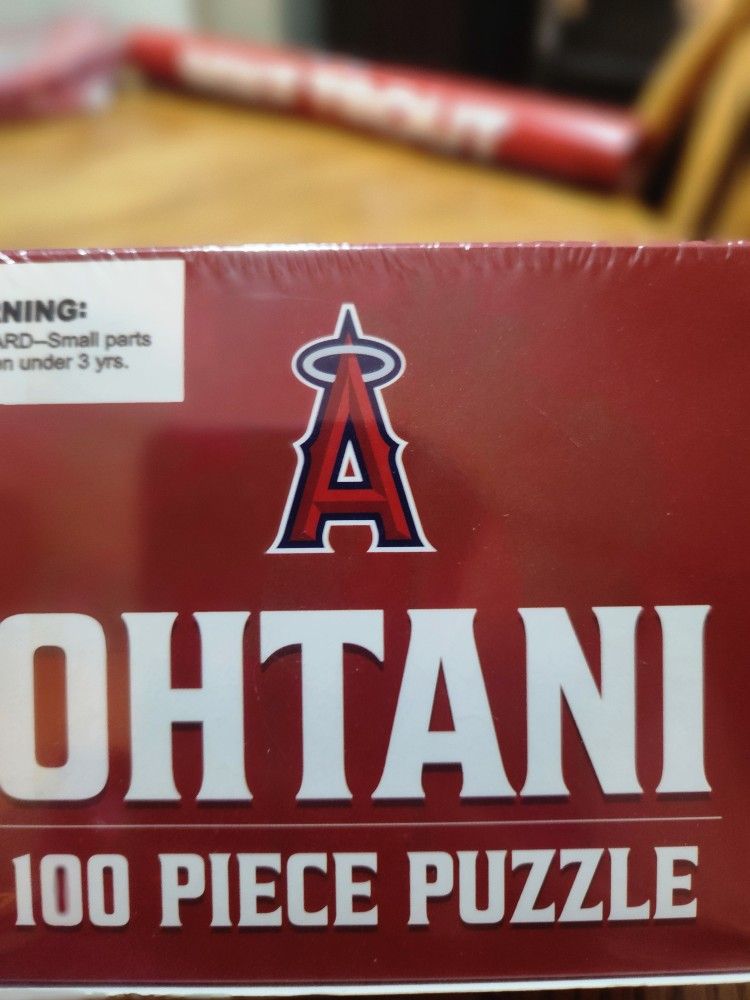 NING:
ARD–Small parts
n under 3 yrs.
A
OHTANI
100 PIECE PUZZLE